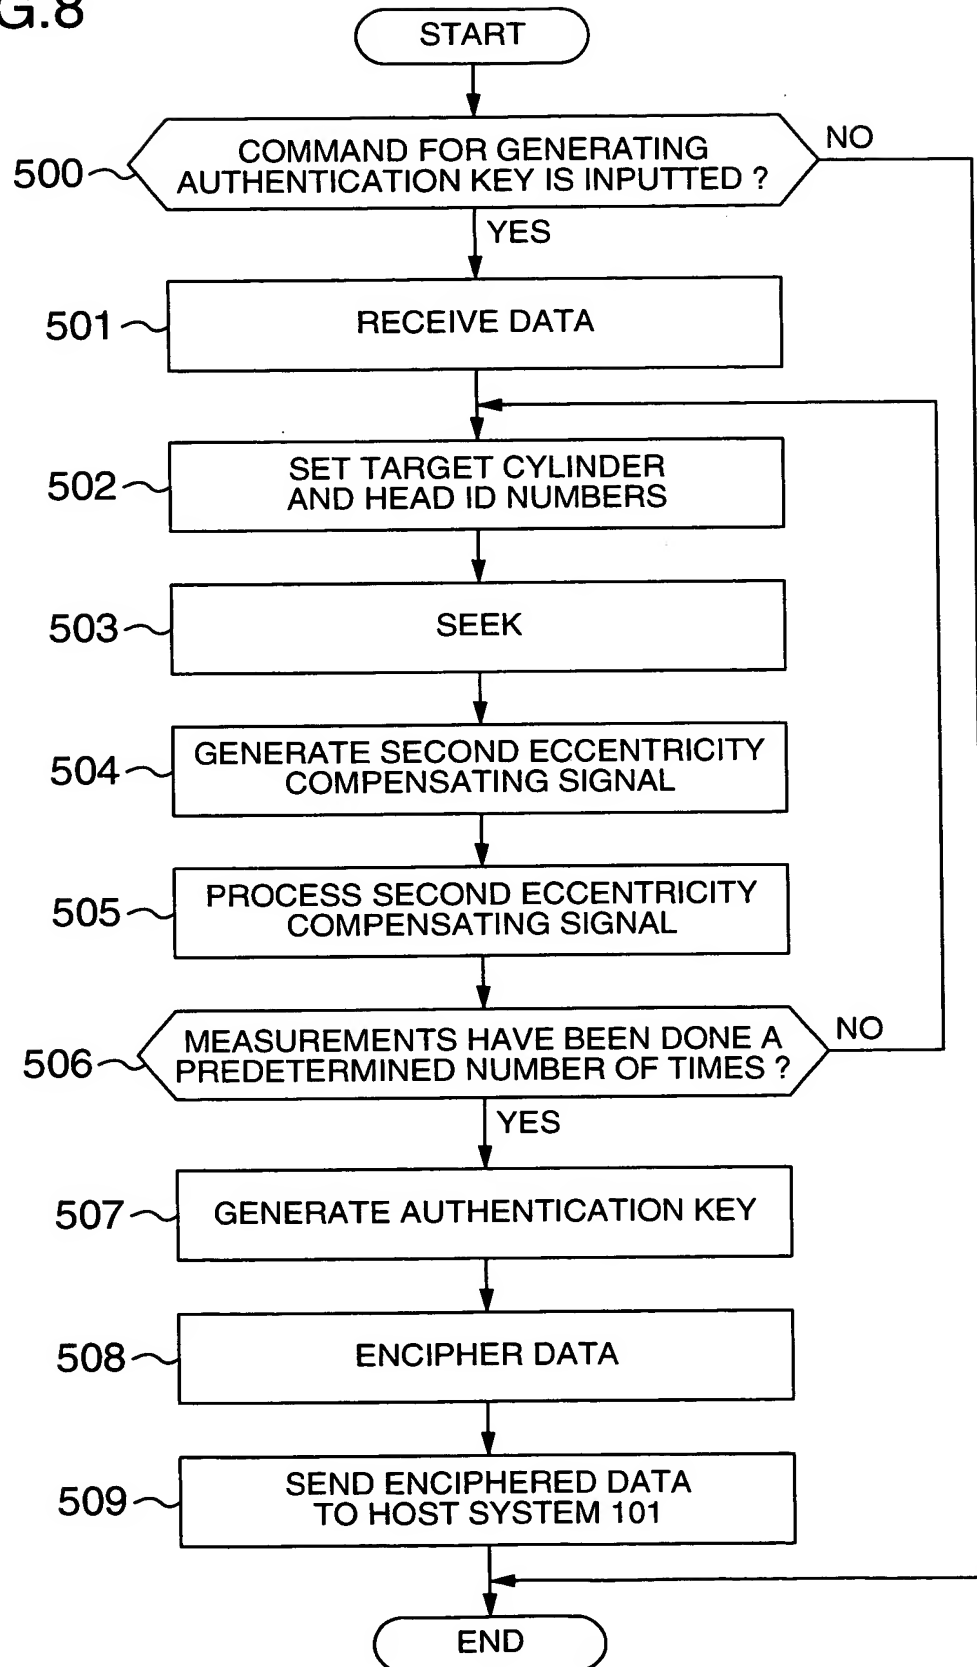 G.8
START
COMMAND FOR GENERATING
AUTHENTICATION KEY IS INPUTTED ?
NO
500
YES
RECEIVE DATA
501
SET TARGET CYLINDER
AND HEAD ID NUMBERS
502
SEEK
503
GENERATE SECOND ECCENTRICITY
COMPENSATING SIGNAL
504
PROCESS SECOND ECCENTRICITY
COMPENSATING SIGNAL
505
MEASUREMENTS HAVE BEEN DONE A
PREDETERMINED NUMBER OF TIMES ?
NO
506
YES
GENERATE AUTHENTICATION KEY
507
ENCIPHER DATA
508
SEND ENCIPHERED DATA
TO HOST SYSTEM 101
509
END